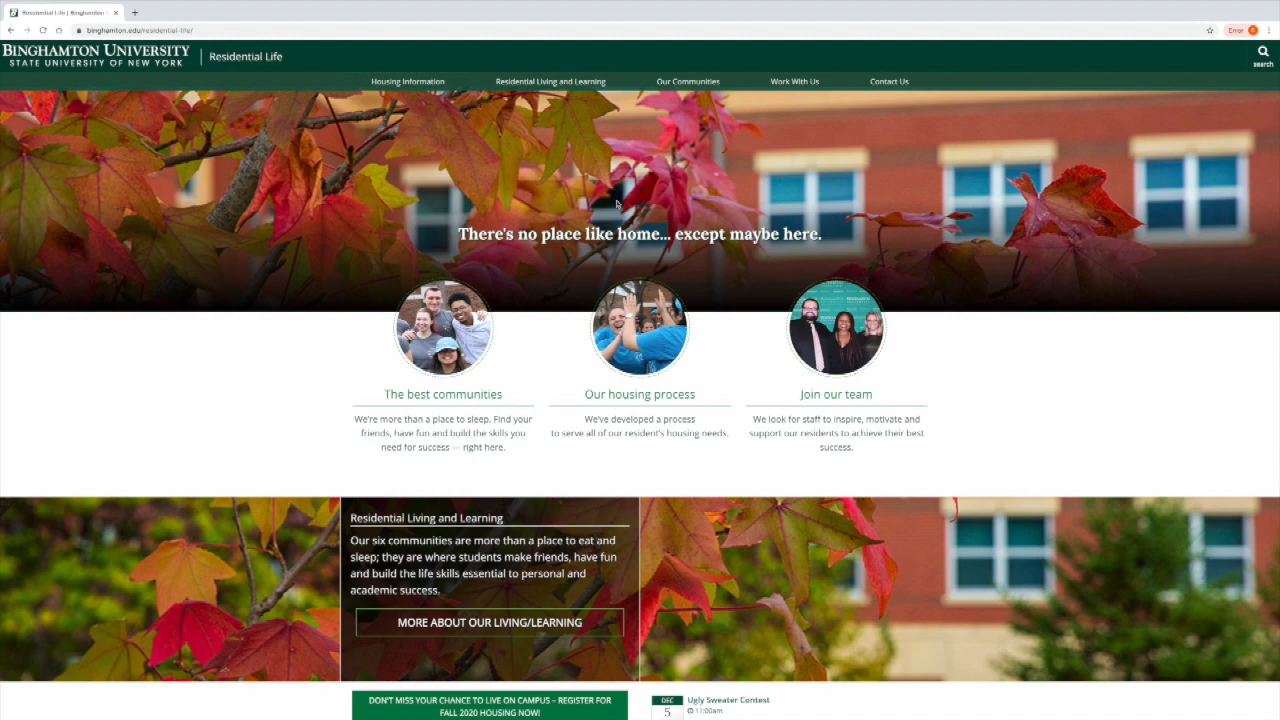 Residential Life | Binghamton
binghamton.edu/residential-life/
Error
BINGHAMTON UNIVERSITY
STATE UNIVERSITY OF NEW YORK
Residential Life
search
Housing Information
Residential Living and Learning
Our Communities
Work With Us
Contact Us
There's no place like home... except maybe here.
The best communities
We're more than a place to sleep. Find your
friends, have fun and build the skills you
need for success — right here.
Our housing process
We've developed a process
to serve all of our resident's housing needs.
Join our team
We look for staff to inspire, motivate and
support our residents to achieve their best
success.
Residential Living and Learning
Our six communities are more than a place to eat and
sleep; they are where students make friends, have fun
and build the life skills essential to personal and
academic success.
MORE ABOUT OUR LIVING/LEARNING
DON'T MISS YOUR CHANCE TO LIVE ON CAMPUS – REGISTER FOR
FALL 2020 HOUSING NOW!
DEC
5
Ugly Sweater Contest
11:00am